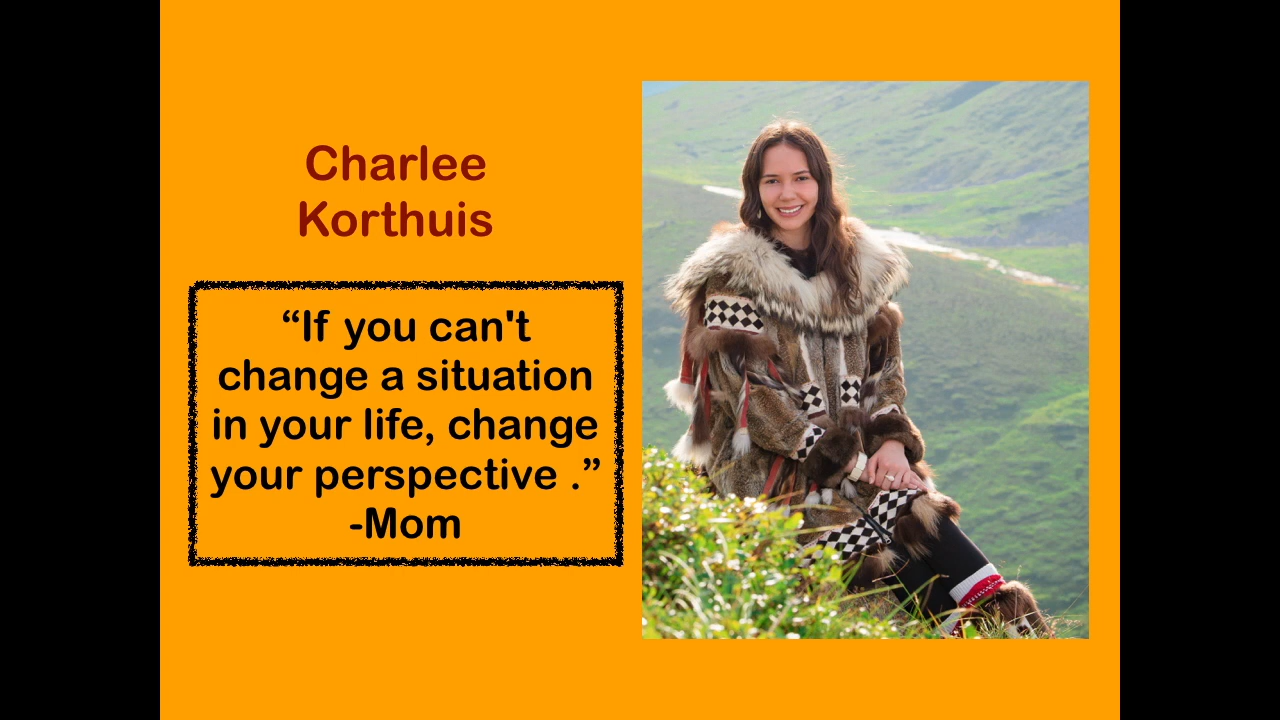 Charlee
Korthuis
“If you can't
change a situation
in your life, change
your perspective .”
-Mom